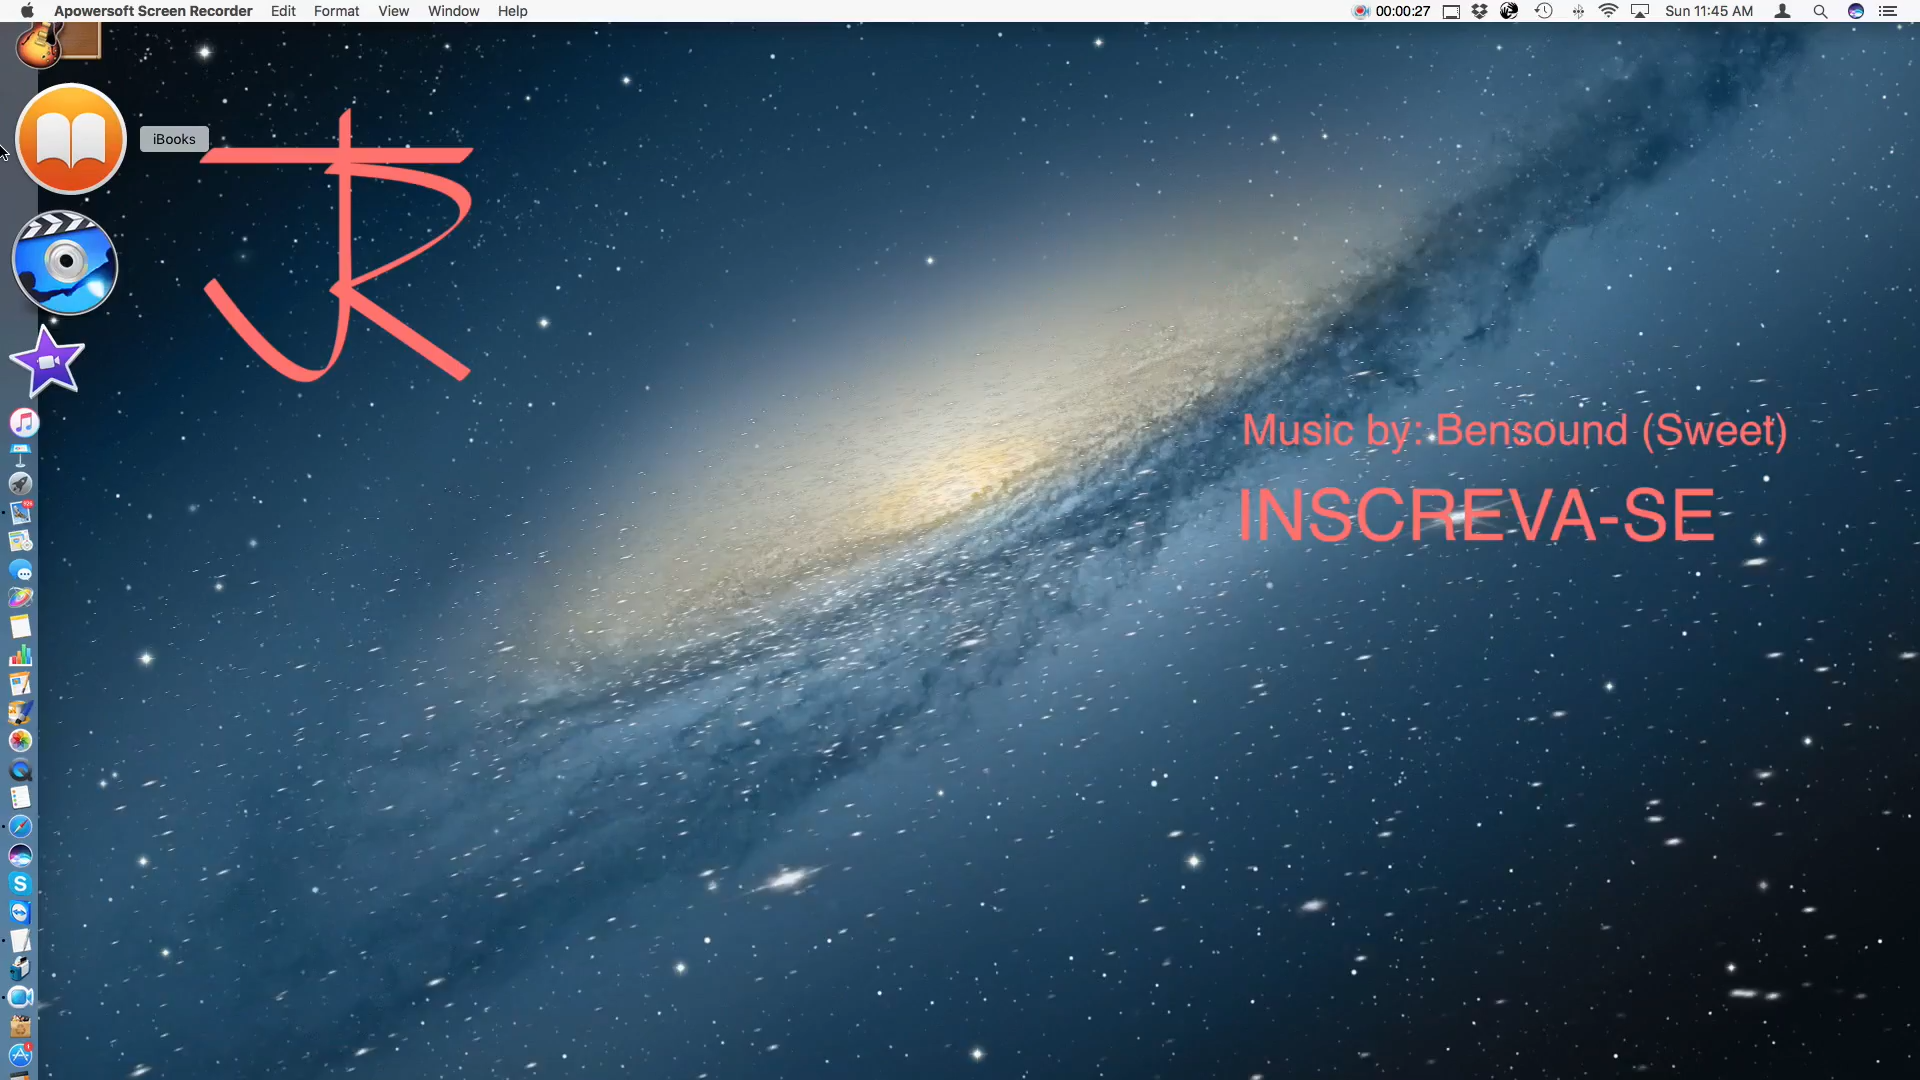 Apowersoft Screen Recorder Edit Format View Window Help 00:00:27 Sun 11:45 AM
iBooks
JR
Music by: Bensound (Sweet)
INSCREVA-SE